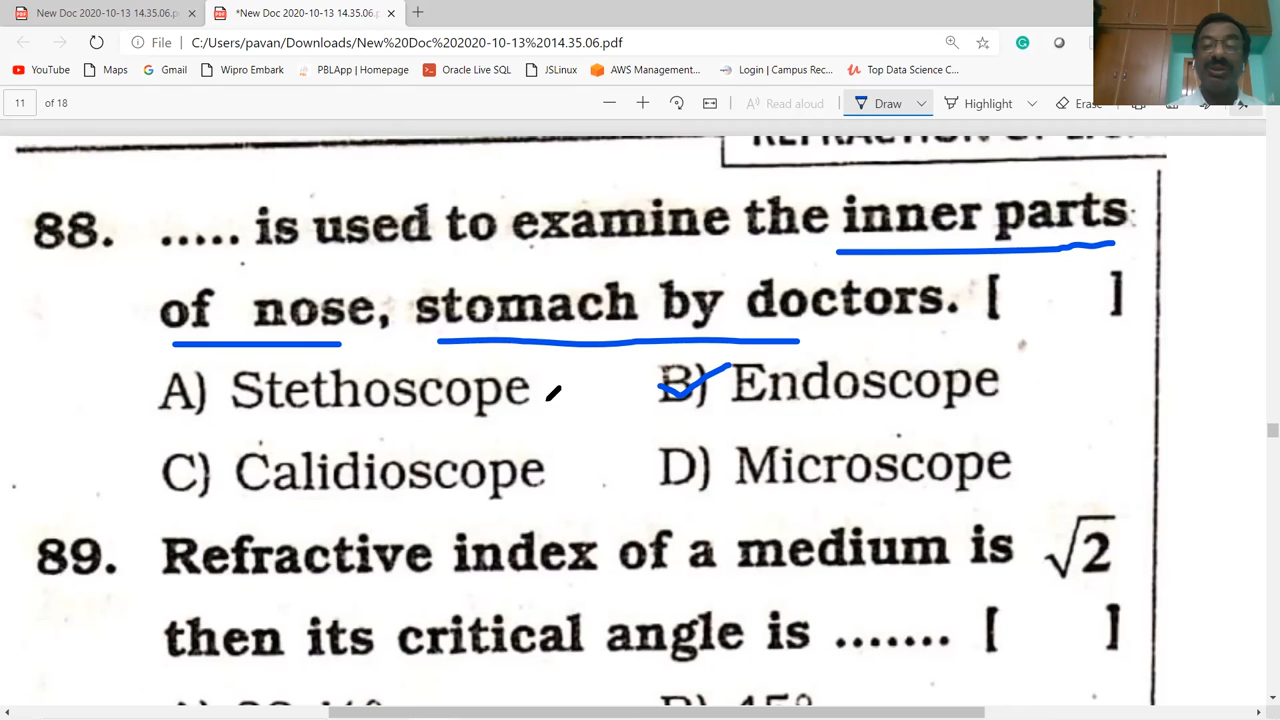 New Doc 2020-10-13 14.35.06.p
*New Doc 2020-10-13 14.35.06.p
File C:/Users/pavan/Downloads/New%20Doc%202020-10-13%2014.35.06.pdf
YouTube Maps Gmail Wipro Embark PBLApp | Homepage Oracle Live SQL JSLinux AWS Management... Login | Campus Rec... Top Data Science C...
11 of 18 Read aloud Draw Highlight Erase
88. ..... is used to examine the inner parts
of nose, stomach by doctors. [ ]
A) Stethoscope B) Endoscope
C) Calidioscope D) Microscope
89. Refractive index of a medium is √2
then its critical angle is ....... [ ]